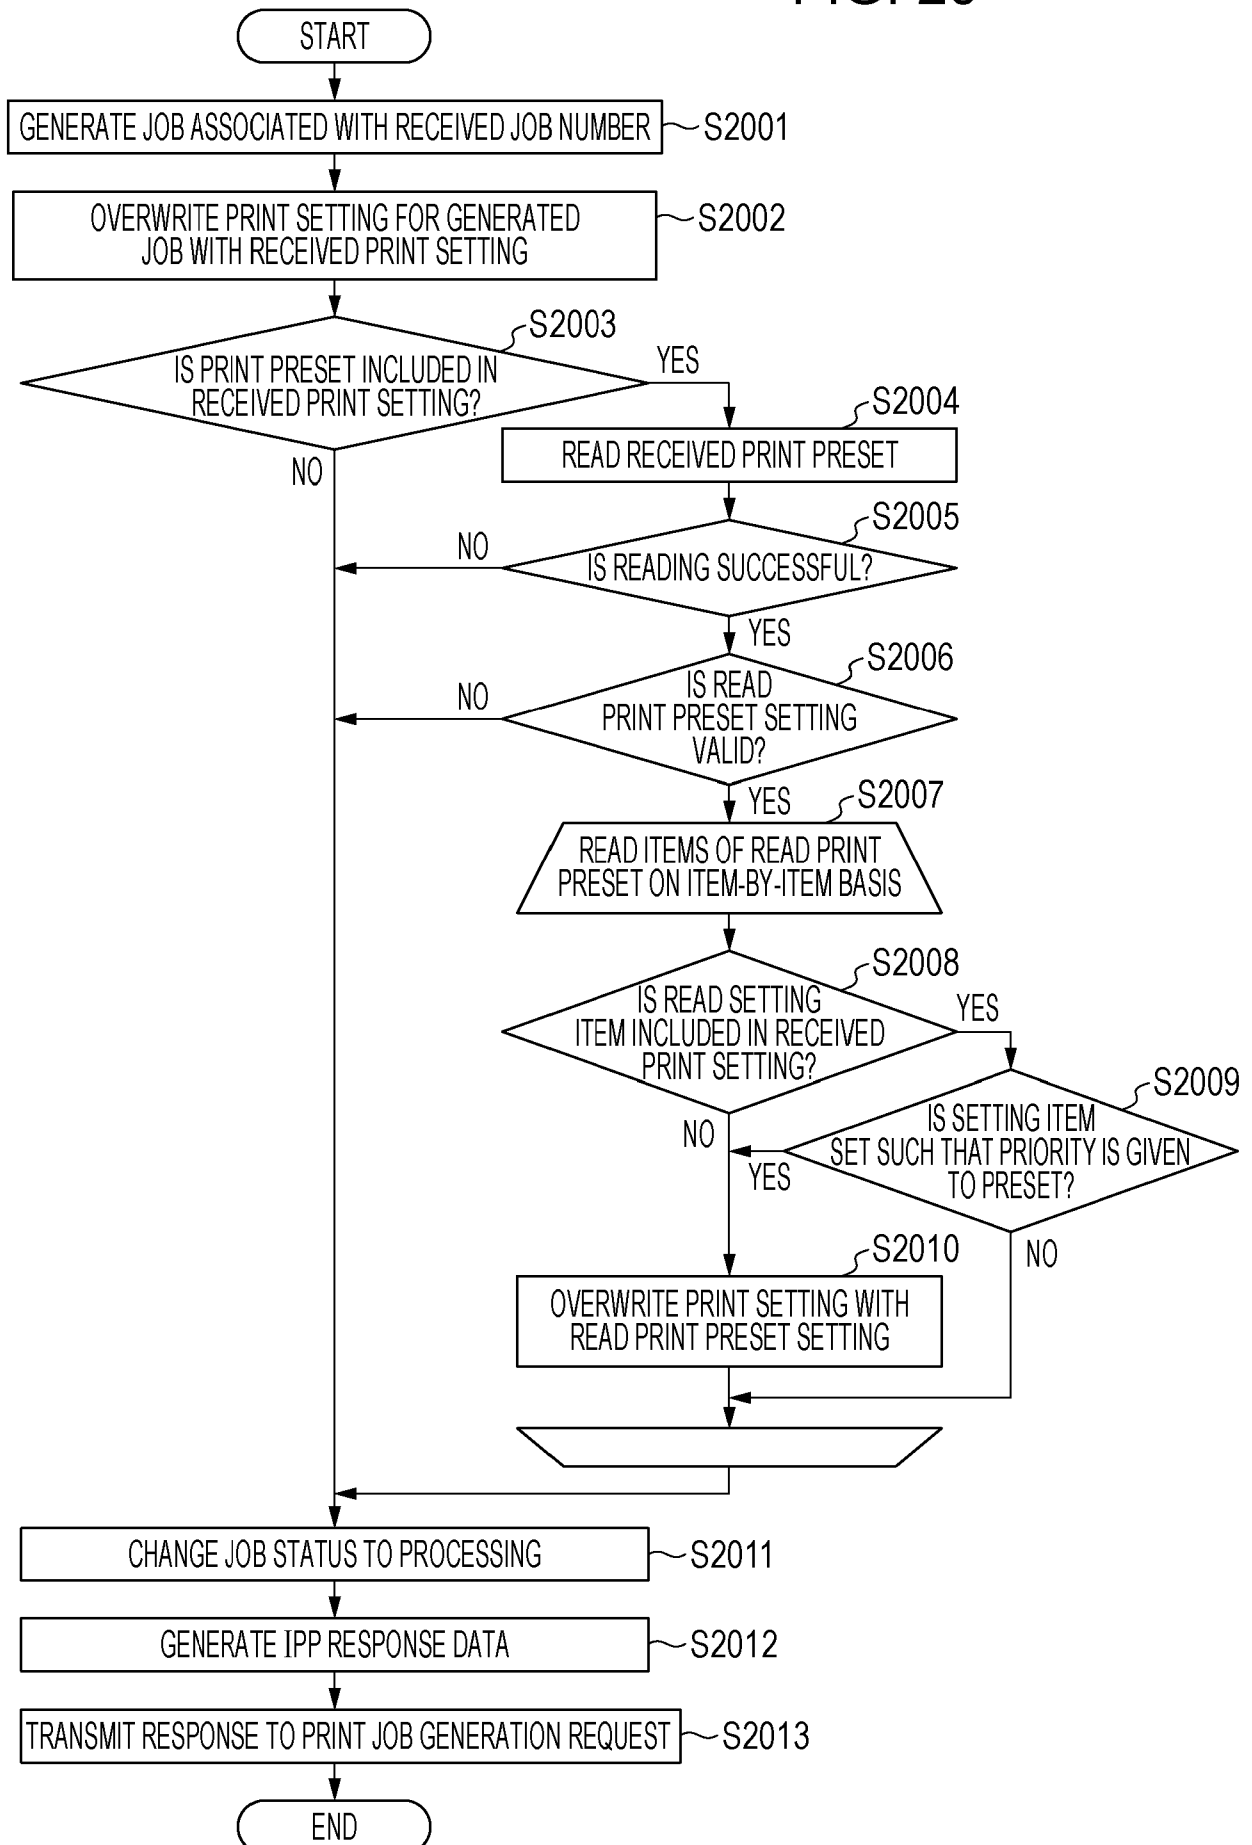 START
GENERATE JOB ASSOCIATED WITH RECEIVED JOB NUMBER
S2001
OVERWRITE PRINT SETTING FOR GENERATED
JOB WITH RECEIVED PRINT SETTING
S2002
S2003
IS PRINT PRESET INCLUDED IN
RECEIVED PRINT SETTING?
YES
NO
S2004
READ RECEIVED PRINT PRESET
S2005
NO
IS READING SUCCESSFUL?
YES
S2006
NO
IS READ
PRINT PRESET SETTING
VALID?
YES
S2007
READ ITEMS OF READ PRINT
PRESET ON ITEM-BY-ITEM BASIS
S2008
IS READ SETTING
ITEM INCLUDED IN RECEIVED
PRINT SETTING?
YES
NO
S2009
IS SETTING ITEM
SET SUCH THAT PRIORITY IS GIVEN
TO PRESET?
YES
NO
S2010
OVERWRITE PRINT SETTING WITH
READ PRINT PRESET SETTING
CHANGE JOB STATUS TO PROCESSING
S2011
GENERATE IPP RESPONSE DATA
S2012
TRANSMIT RESPONSE TO PRINT JOB GENERATION REQUEST
S2013
END